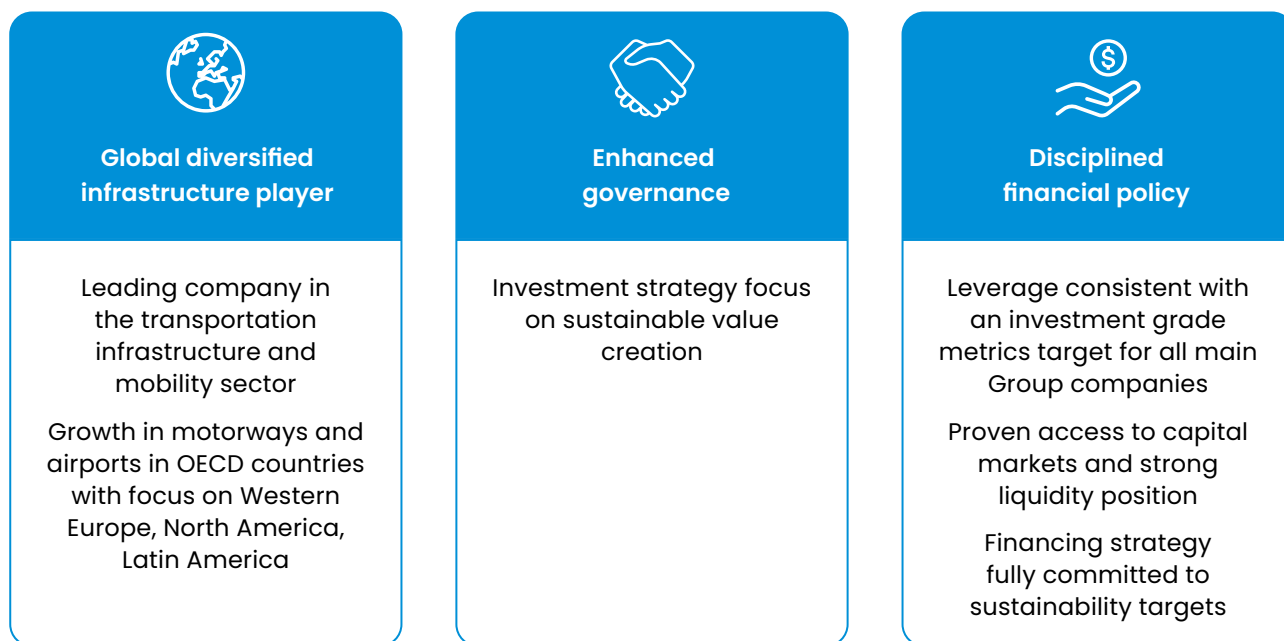 Global diversified
infrastructure player
Leading company in
the transportation
infrastructure and
mobility sector
Growth in motorways and
airports in OECD countries
with focus on Western
Europe, North America,
Latin America
Enhanced
governance
Investment strategy focus
on sustainable value
creation
$
Disciplined
financial policy
Leverage consistent with
an investment grade
metrics target for all main
Group companies
Proven access to capital
markets and strong
liquidity position
Financing strategy
fully committed to
sustainability targets